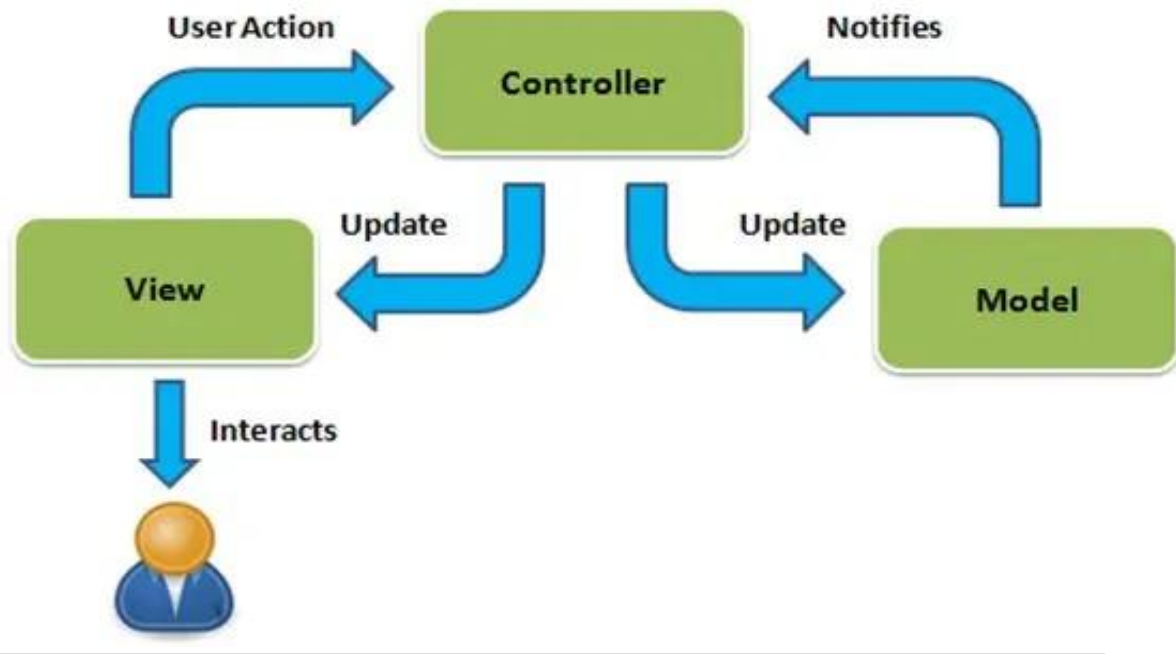 User Action
Controller
Notifies
Update
Update
View
Model
Interacts